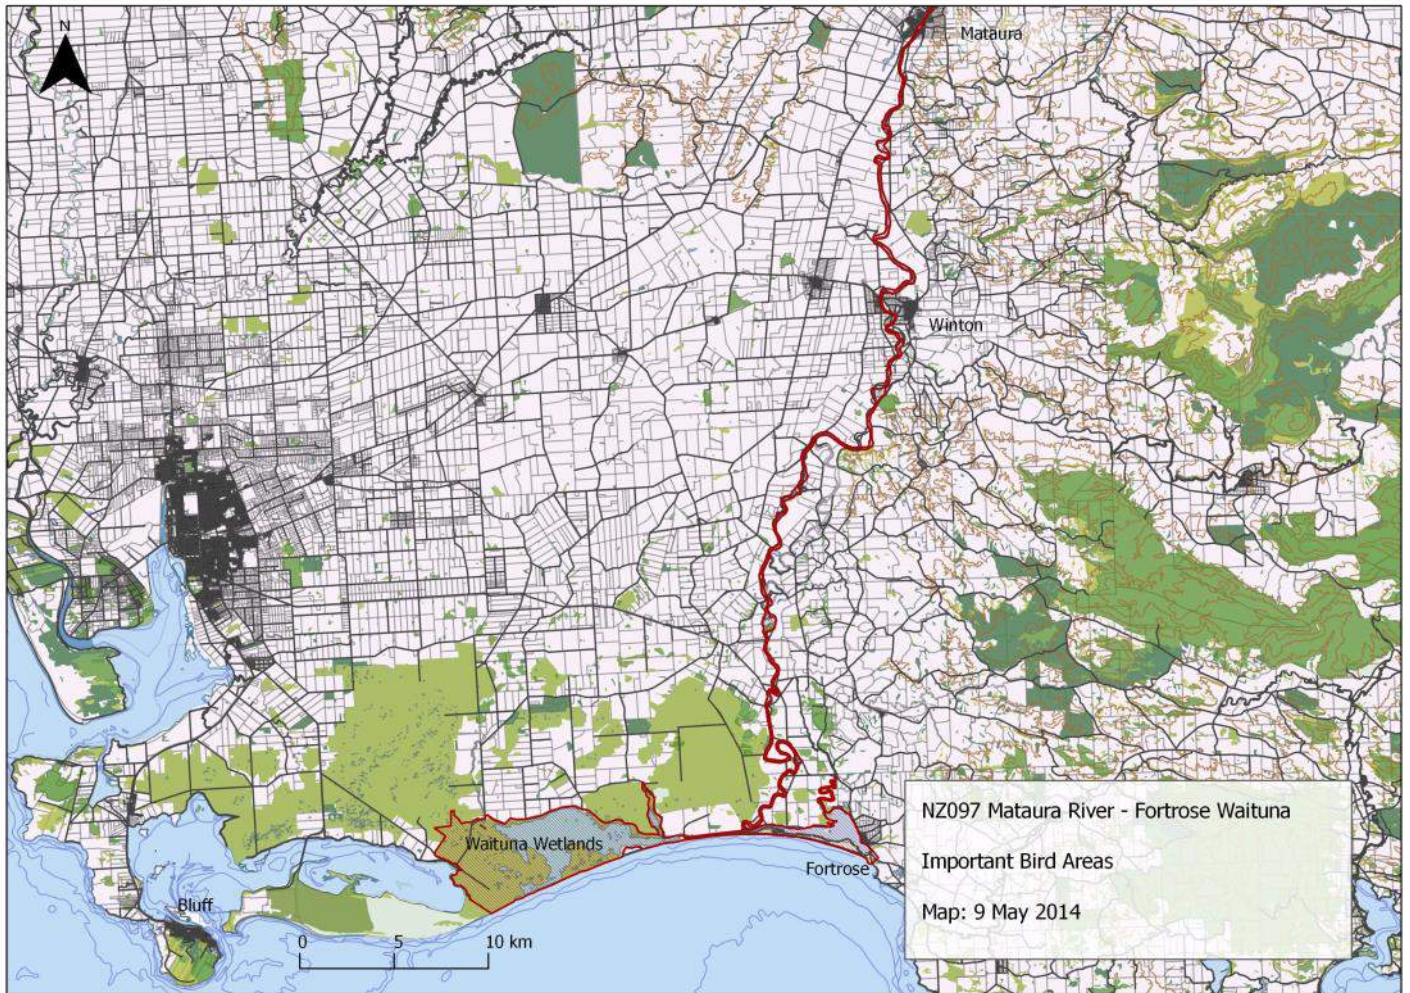 N
Mataura
Winton
Waituna Wetlands
Fortrose
Bluff
0 5 10 km
NZ097 Mataura River - Fortrose Waituna
Important Bird Areas
Map: 9 May 2014